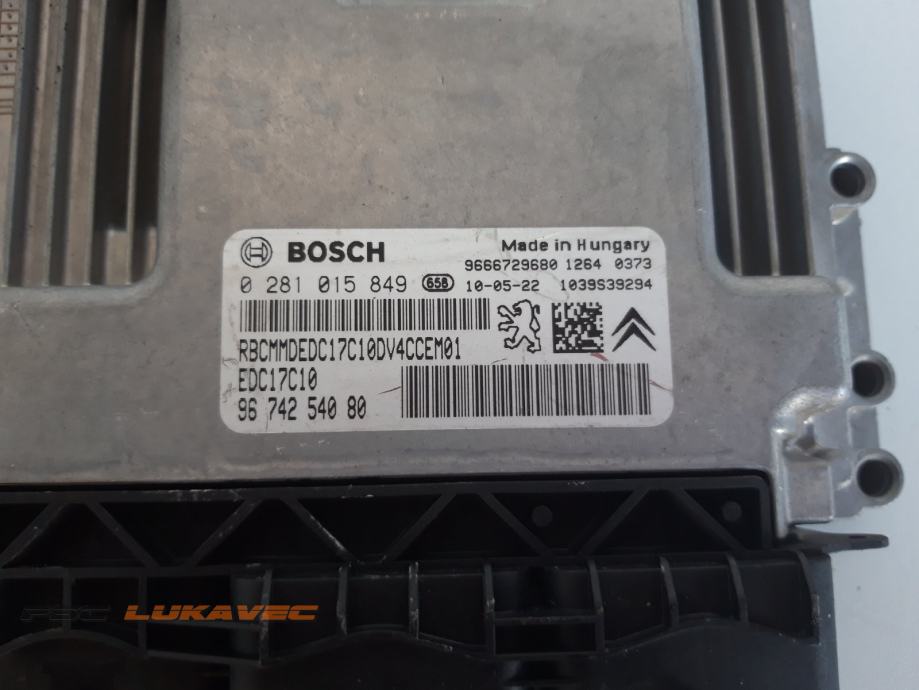 BOSCH
Made in Hungary
9666729680 1264 0373
0 281 015 849 65B 10-05-22 1039S39294
RBCMMDEDC17C10DV4CCEM01
EDC17C10
96 742 540 80
LUKAVEC